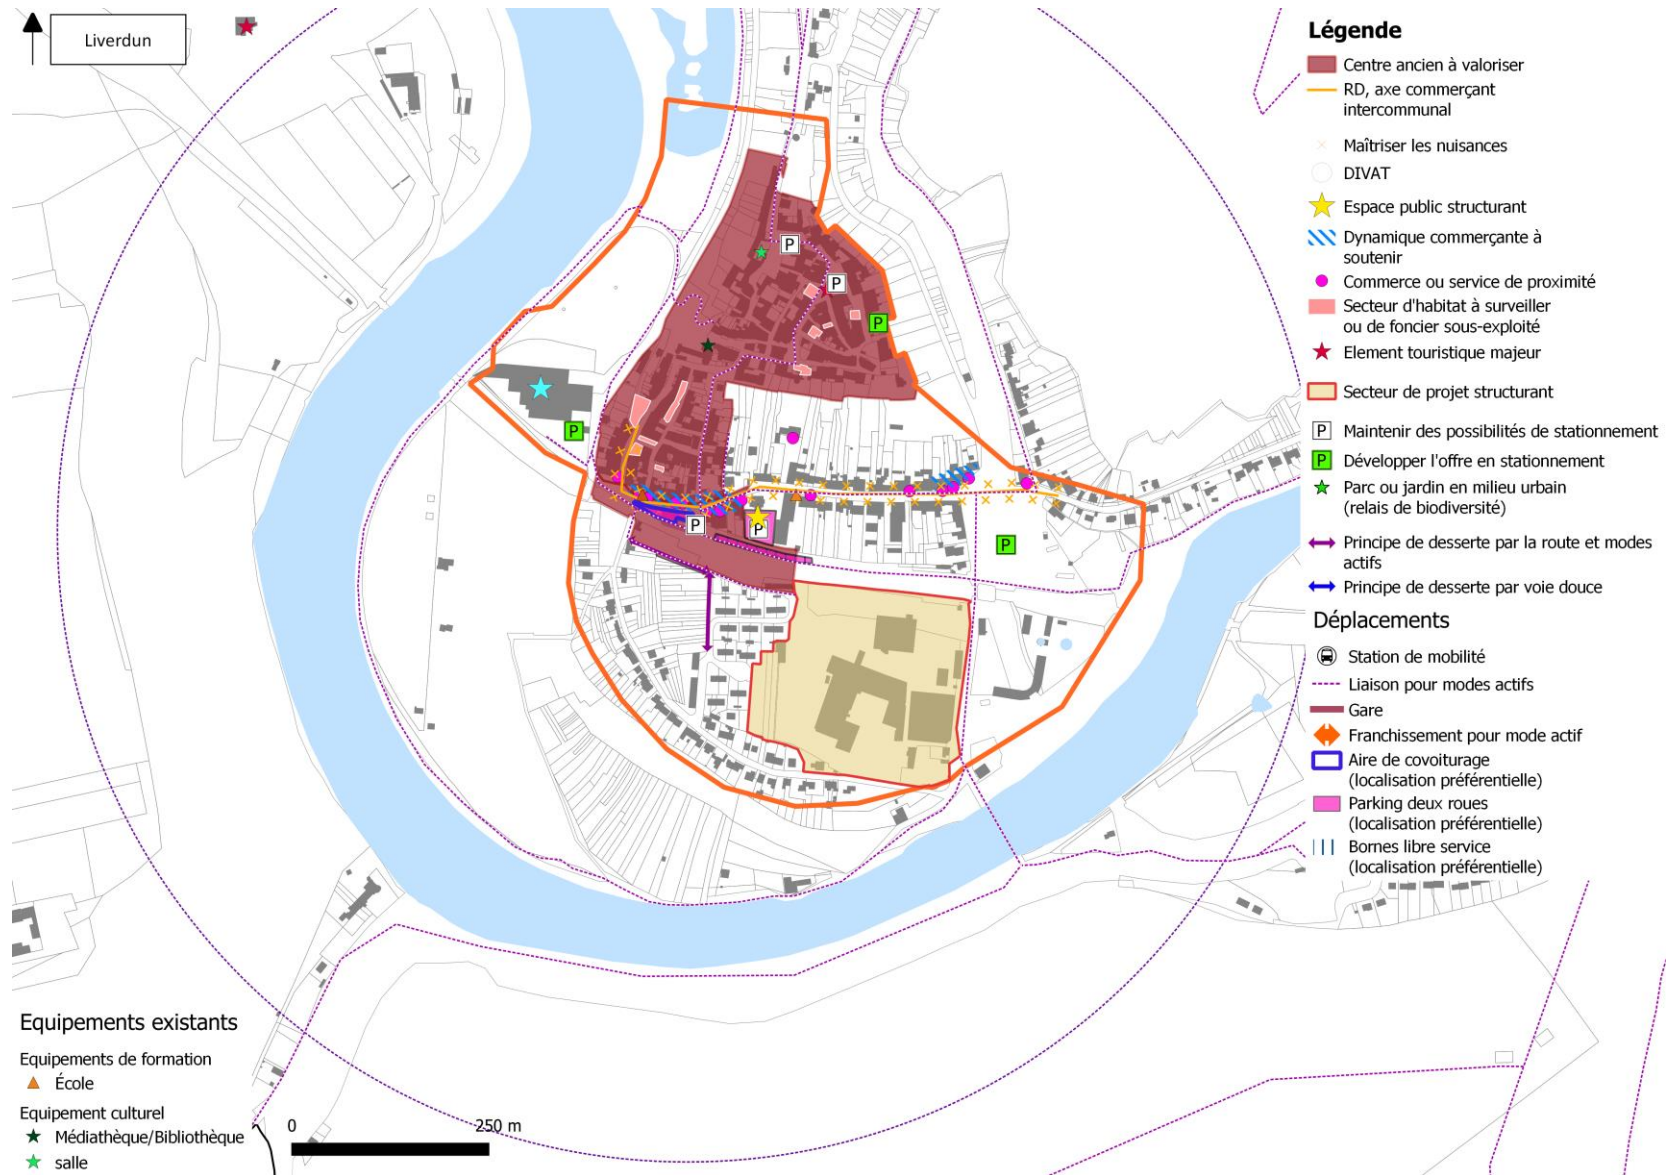 Liverdun
P
P
P
P
P
P
P
Légende
Centre ancien à valoriser
RD, axe commerçant
intercommunal
Maîtriser les nuisances
DIVAT
Espace public structurant
Dynamique commerçante à
soutenir
Commerce ou service de proximité
Secteur d'habitat à surveiller
ou de foncier sous-exploité
Element touristique majeur
Secteur de projet structurant
P Maintenir des possibilités de stationnement
P Développer l'offre en stationnement
Parc ou jardin en milieu urbain
(relais de biodiversité)
Principe de desserte par la route et modes
actifs
Principe de desserte par voie douce
Déplacements
Station de mobilité
Liaison pour modes actifs
Gare
Franchissement pour mode actif
Aire de covoiturage
(localisation préférentielle)
Parking deux roues
(localisation préférentielle)
Bornes libre service
(localisation préférentielle)
Equipements existants
Equipements de formation
École
Equipement culturel
Médiathèque/Bibliothèque
salle
0 250 m